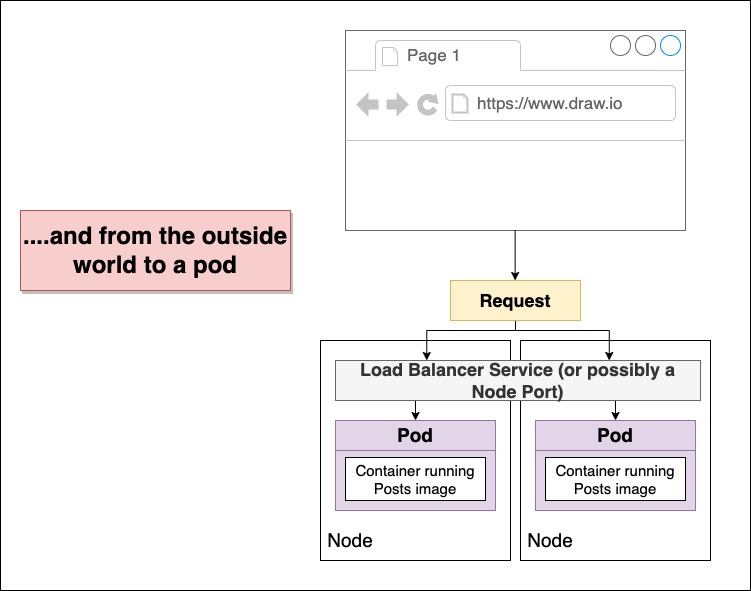 Page 1
https://www.draw.io
....and from the outside
world to a pod
Request
Load Balancer Service (or possibly a
Node Port)
Pod
Container running
Posts image
Node
Pod
Container running
Posts image
Node